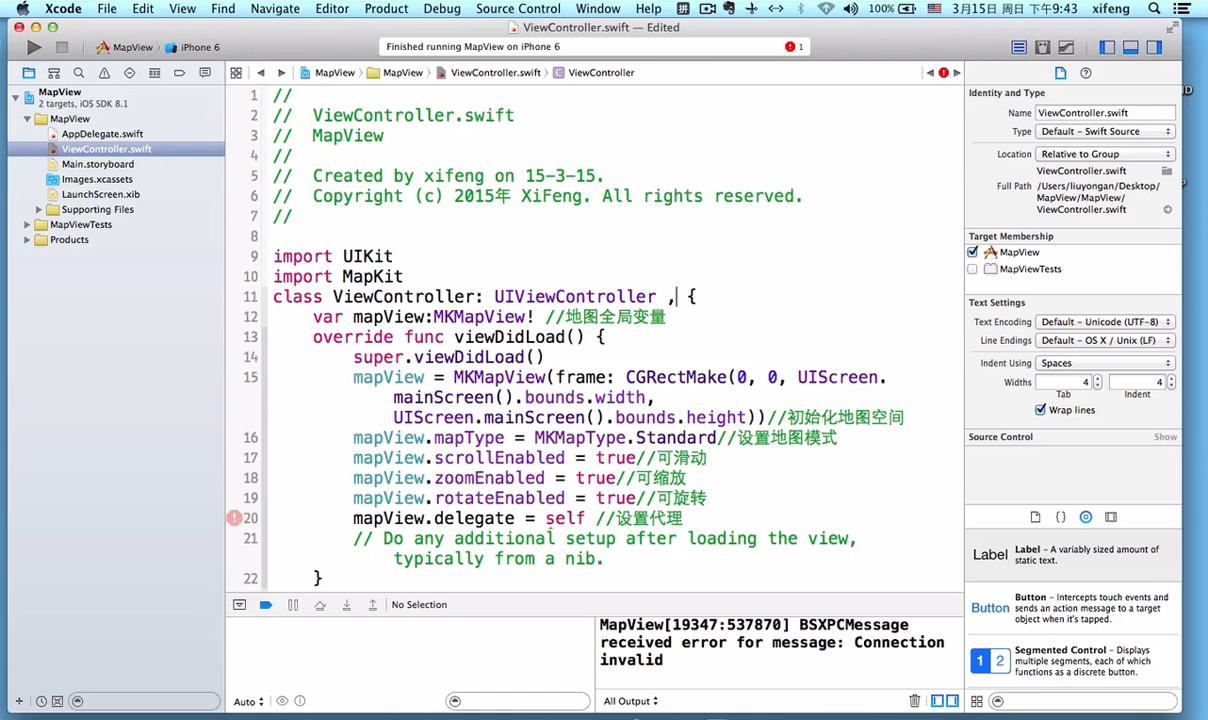 Xcode File Edit View Find Navigate Editor Product Debug Source Control Window Help 拼 100% 3月15日 周日 下午9:43 xifeng
ViewController.swift — Edited
MapView iPhone 6 Finished running MapView on iPhone 6 1
MapView MapView ViewController.swift ViewController
MapView
2 targets, iOS SDK 8.1
MapView
AppDelegate.swift
ViewController.swift
Main.storyboard
Images.xcassets
LaunchScreen.xib
Supporting Files
MapViewTests
Products
1 //
2 // ViewController.swift
3 // MapView
4 //
5 // Created by xifeng on 15-3-15.
6 // Copyright (c) 2015年 XiFeng. All rights reserved.
7 //
8
9 import UIKit
10 import MapKit
11 class ViewController: UIViewController , {
12 var mapView:MKMapView! //地图全局变量
13 override func viewDidLoad() {
14 super.viewDidLoad()
15 mapView = MKMapView(frame: CGRectMake(0, 0, UIScreen.
mainScreen().bounds.width,
UIScreen.mainScreen().bounds.height))//初始化地图空间
16 mapView.mapType = MKMapType.Standard//设置地图模式
17 mapView.scrollEnabled = true//可滑动
18 mapView.zoomEnabled = true//可缩放
19 mapView.rotateEnabled = true//可旋转
20 mapView.delegate = self //设置代理
21 // Do any additional setup after loading the view,
typically from a nib.
22 }
No Selection
MapView[19347:537870] BSXPCMessage
received error for message: Connection
invalid
Auto
All Output
Identity and Type
Name ViewController.swift
Type Default - Swift Source
Location Relative to Group
ViewController.swift
Full Path /Users/liuyongan/Desktop/
MapView/MapView/
ViewController.swift
Target Membership
MapView
MapViewTests
Text Settings
Text Encoding Default - Unicode (UTF-8)
Line Endings Default - OS X / Unix (LF)
Indent Using Spaces
Widths 4 4
Tab Indent
Wrap lines
Source Control Show
Label Label - A variably sized amount of
static text.
Button Button - Intercepts touch events and
sends an action message to a target
object when it's tapped.
1 2 Segmented Control - Displays
multiple segments, each of which
functions as a discrete button.